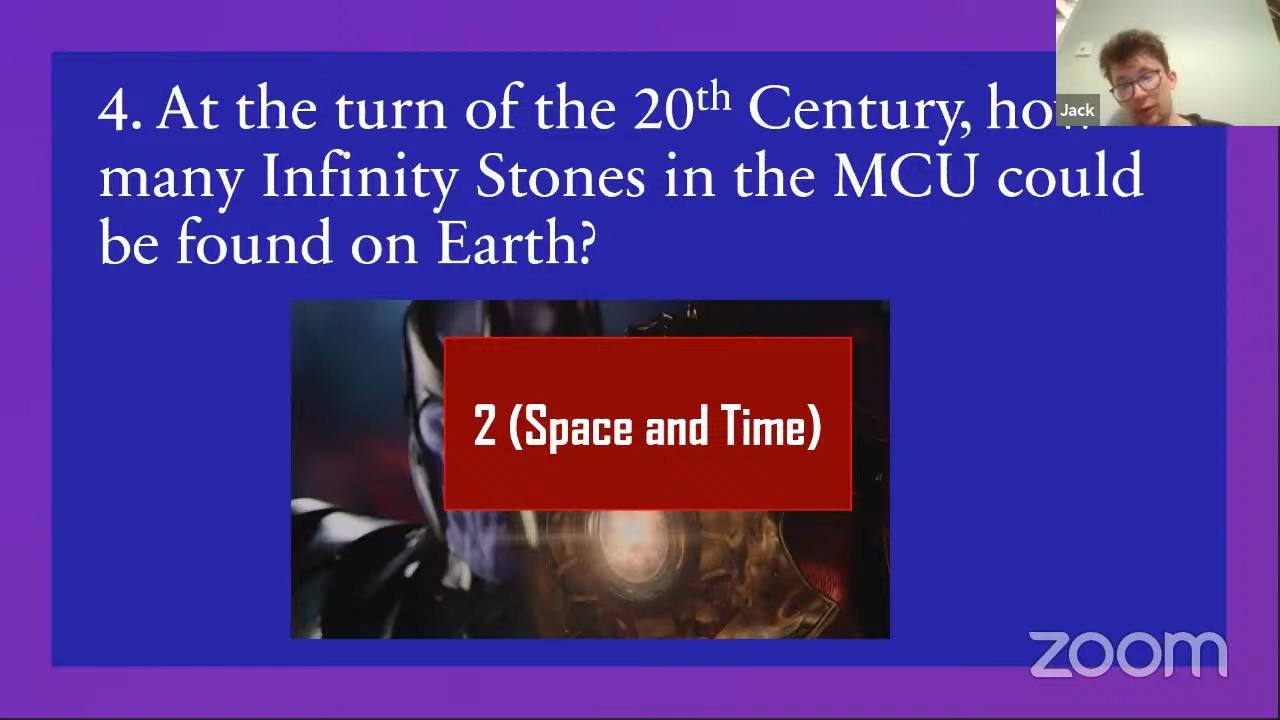 4. At the turn of the 20th Century, how
many Infinity Stones in the MCU could
be found on Earth?
Jack
2 (Space and Time)
zoom